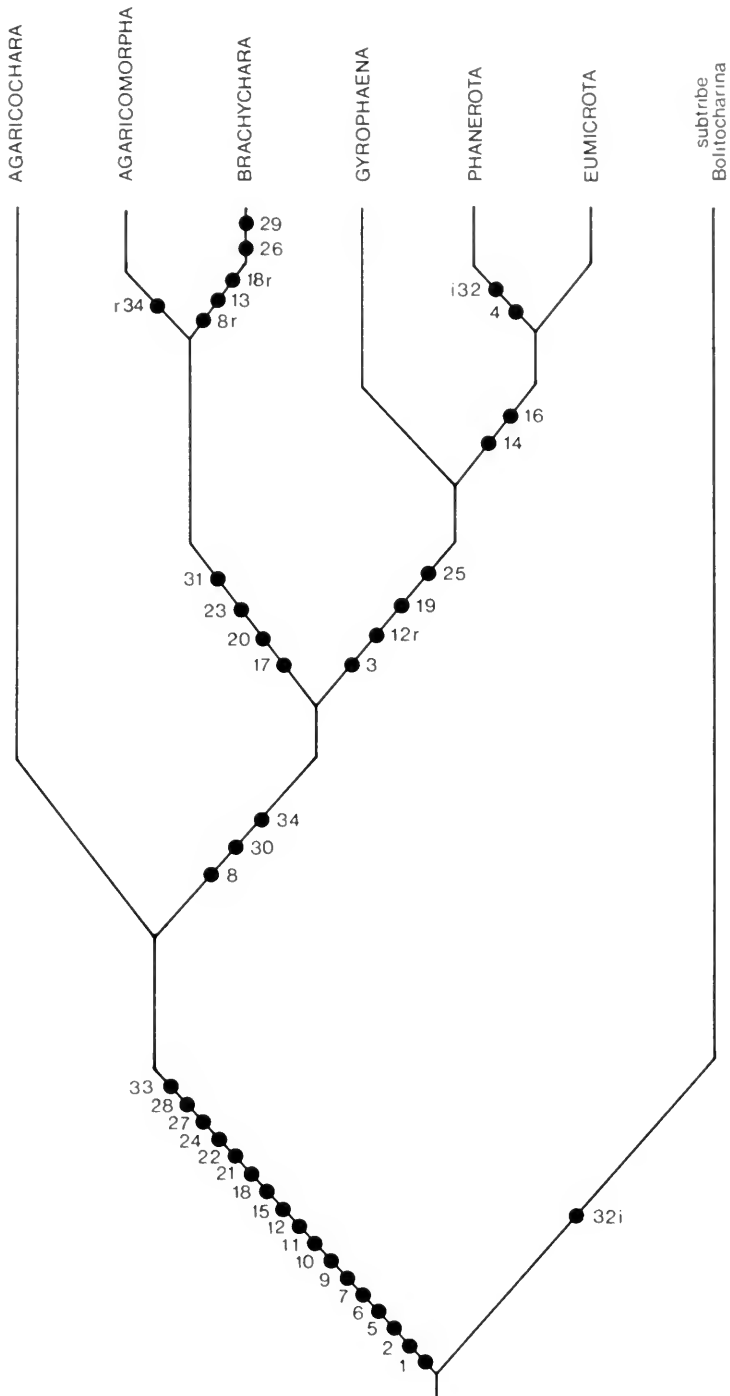 AGARICOCHARA
AGARICOMORPHA
BRACHYCHARA
GYROPHAENA
PHANEROTA
EUMICROTA
subtribe
Bolitocharina
29
26
18r
13
8r
r34
i32
4
16
14
31
23
20
17
25
19
12r
3
34
30
8
33
28
27
24
22
21
18
15
12
11
10
9
7
6
5
2
1
32i